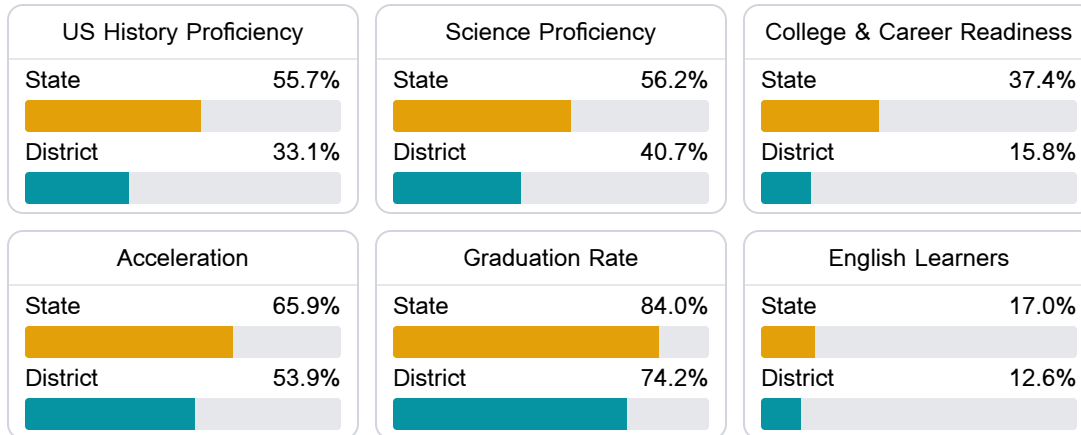 US History Proficiency
State 55.7%
District 33.1%
Science Proficiency
State 56.2%
District 40.7%
College & Career Readiness
State 37.4%
District 15.8%
Acceleration
State 65.9%
District 53.9%
Graduation Rate
State 84.0%
District 74.2%
English Learners
State 17.0%
District 12.6%